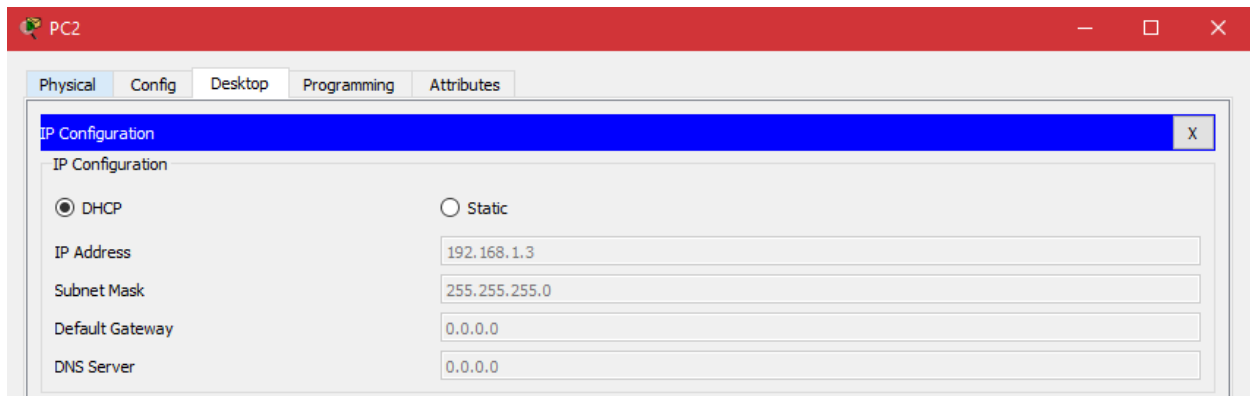 PC2
Physical Config Desktop Programming Attributes
IP Configuration X
IP Configuration
DHCP Static
IP Address 192.168.1.3
Subnet Mask 255.255.255.0
Default Gateway 0.0.0.0
DNS Server 0.0.0.0